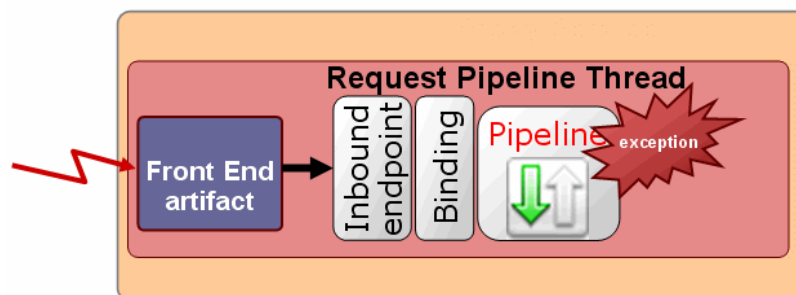 Request Pipeline Thread
Front End
artifact
Inbound
endpoint
Binding
Pipeline
exception